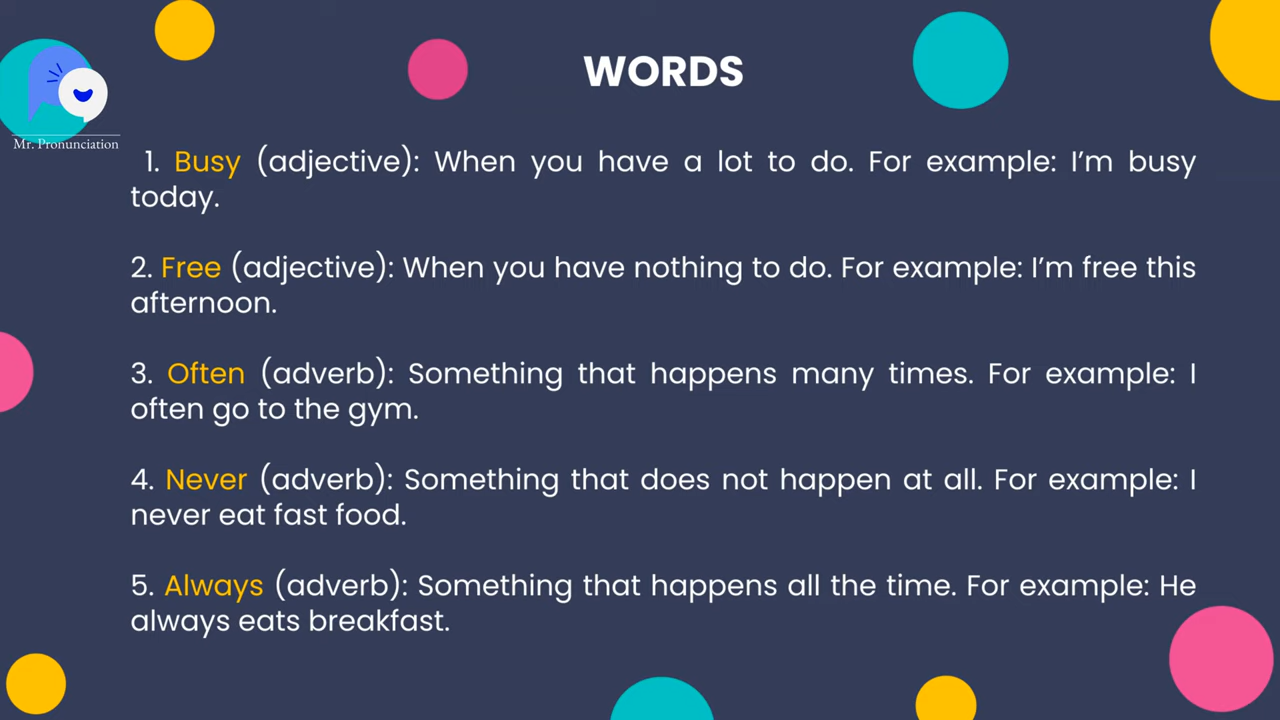 WORDS
Mr. Pronunciation
1. Busy (adjective): When you have a lot to do. For example: I’m busy
today.
2. Free (adjective): When you have nothing to do. For example: I’m free this
afternoon.
3. Often (adverb): Something that happens many times. For example: I
often go to the gym.
4. Never (adverb): Something that does not happen at all. For example: I
never eat fast food.
5. Always (adverb): Something that happens all the time. For example: He
always eats breakfast.